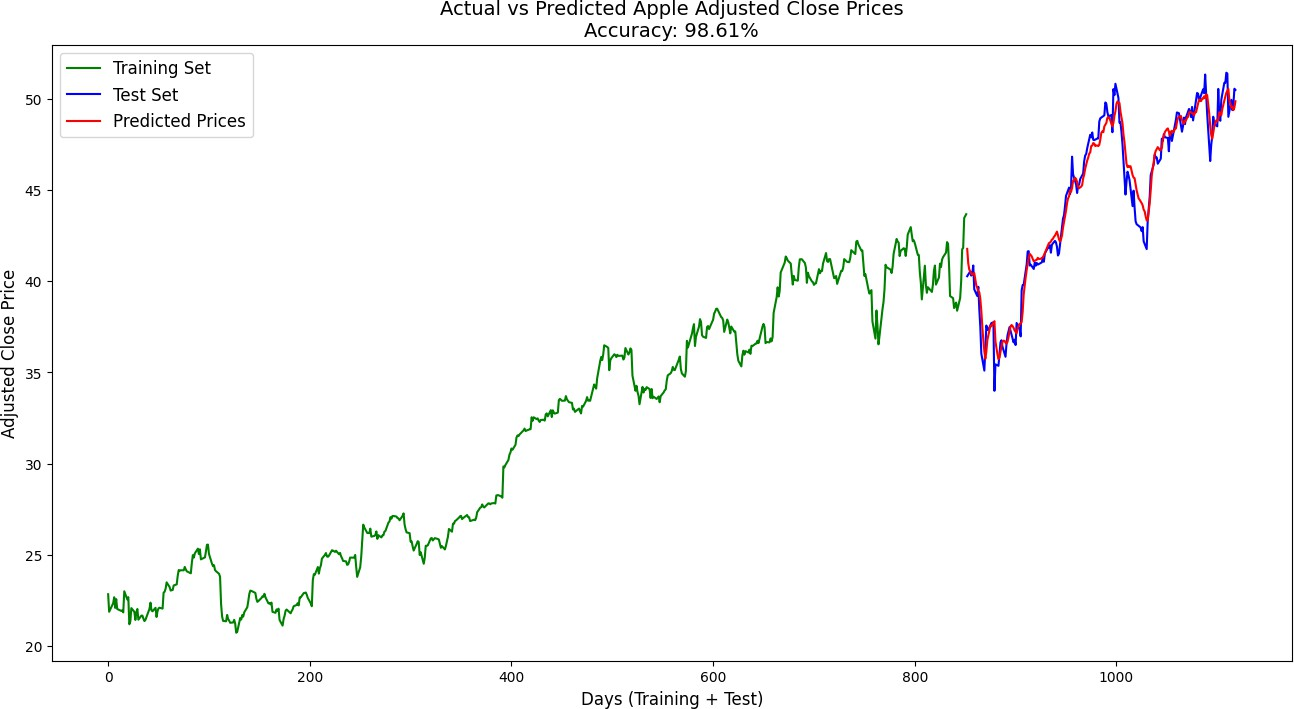 Actual vs Predicted Apple Adjusted Close Prices
Accuracy: 98.61%
Training Set
Test Set
Predicted Prices
Adjusted Close Price
50
45
40
35
30
25
20
0 200 400 600 800 1000
Days (Training + Test)